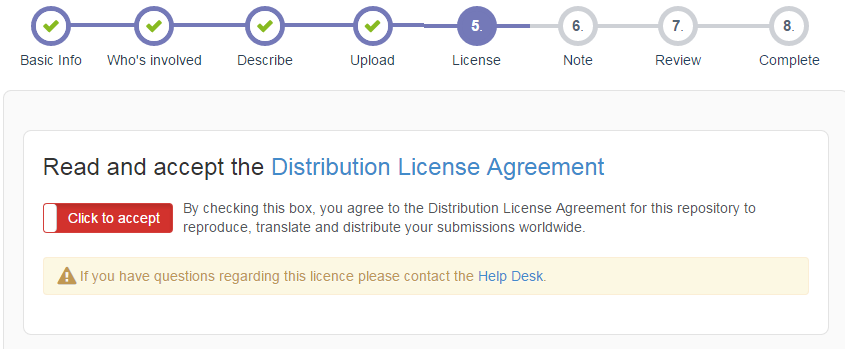 5. 6. 7. 8.
Basic Info Who's involved Describe Upload License Note Review Complete
Read and accept the Distribution License Agreement
Click to accept
By checking this box, you agree to the Distribution License Agreement for this repository to
reproduce, translate and distribute your submissions worldwide.
If you have questions regarding this licence please contact the Help Desk.